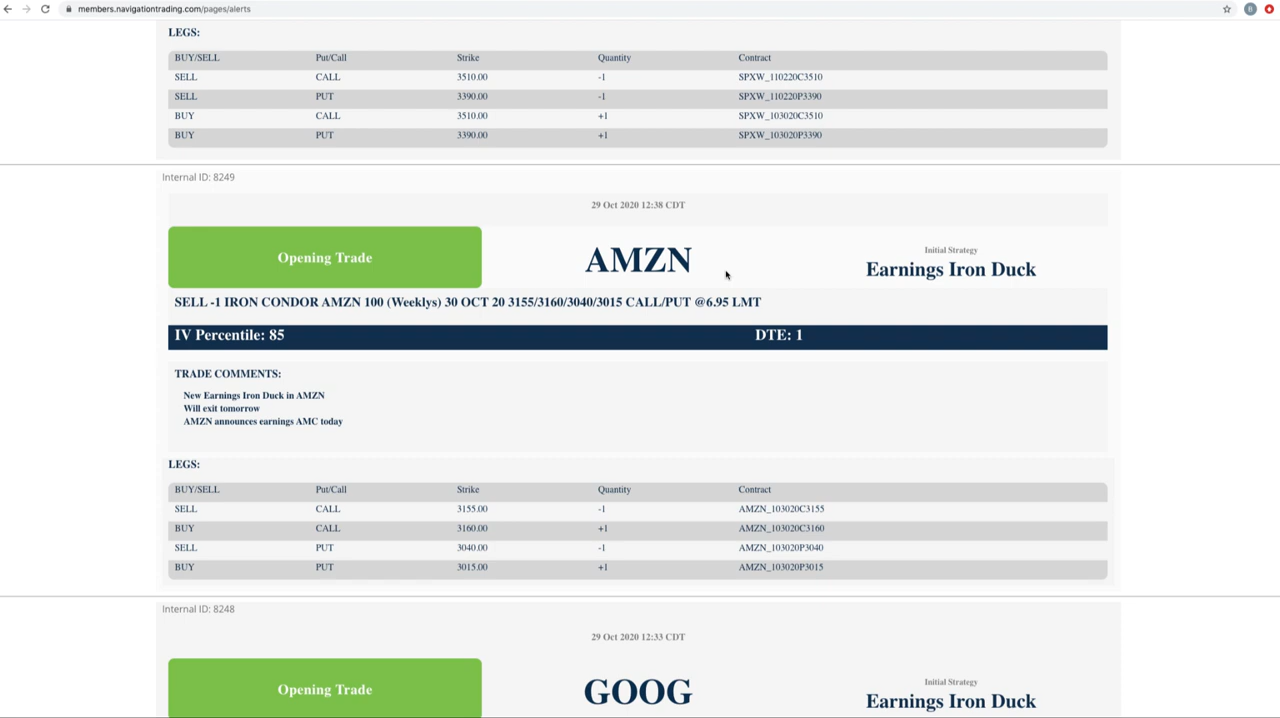 members.navigationtrading.com/pages/alerts
B
LEGS:
BUY/SELL Put/Call Strike Quantity Contract
SELL CALL 3510.00 -1 SPXW_110220C3510
SELL PUT 3390.00 -1 SPXW_110220P3390
BUY CALL 3510.00 +1 SPXW_103020C3510
BUY PUT 3390.00 +1 SPXW_103020P3390
Internal ID: 8249
29 Oct 2020 12:38 CDT
Opening Trade
AMZN
Initial Strategy
Earnings Iron Duck
SELL -1 IRON CONDOR AMZN 100 (Weeklys) 30 OCT 20 3155/3160/3040/3015 CALL/PUT @6.95 LMT
IV Percentile: 85 DTE: 1
TRADE COMMENTS:
New Earnings Iron Duck in AMZN
Will exit tomorrow
AMZN announces earnings AMC today
LEGS:
BUY/SELL Put/Call Strike Quantity Contract
SELL CALL 3155.00 -1 AMZN_103020C3155
BUY CALL 3160.00 +1 AMZN_103020C3160
SELL PUT 3040.00 -1 AMZN_103020P3040
BUY PUT 3015.00 +1 AMZN_103020P3015
Internal ID: 8248
29 Oct 2020 12:33 CDT
Opening Trade
GOOG
Initial Strategy
Earnings Iron Duck